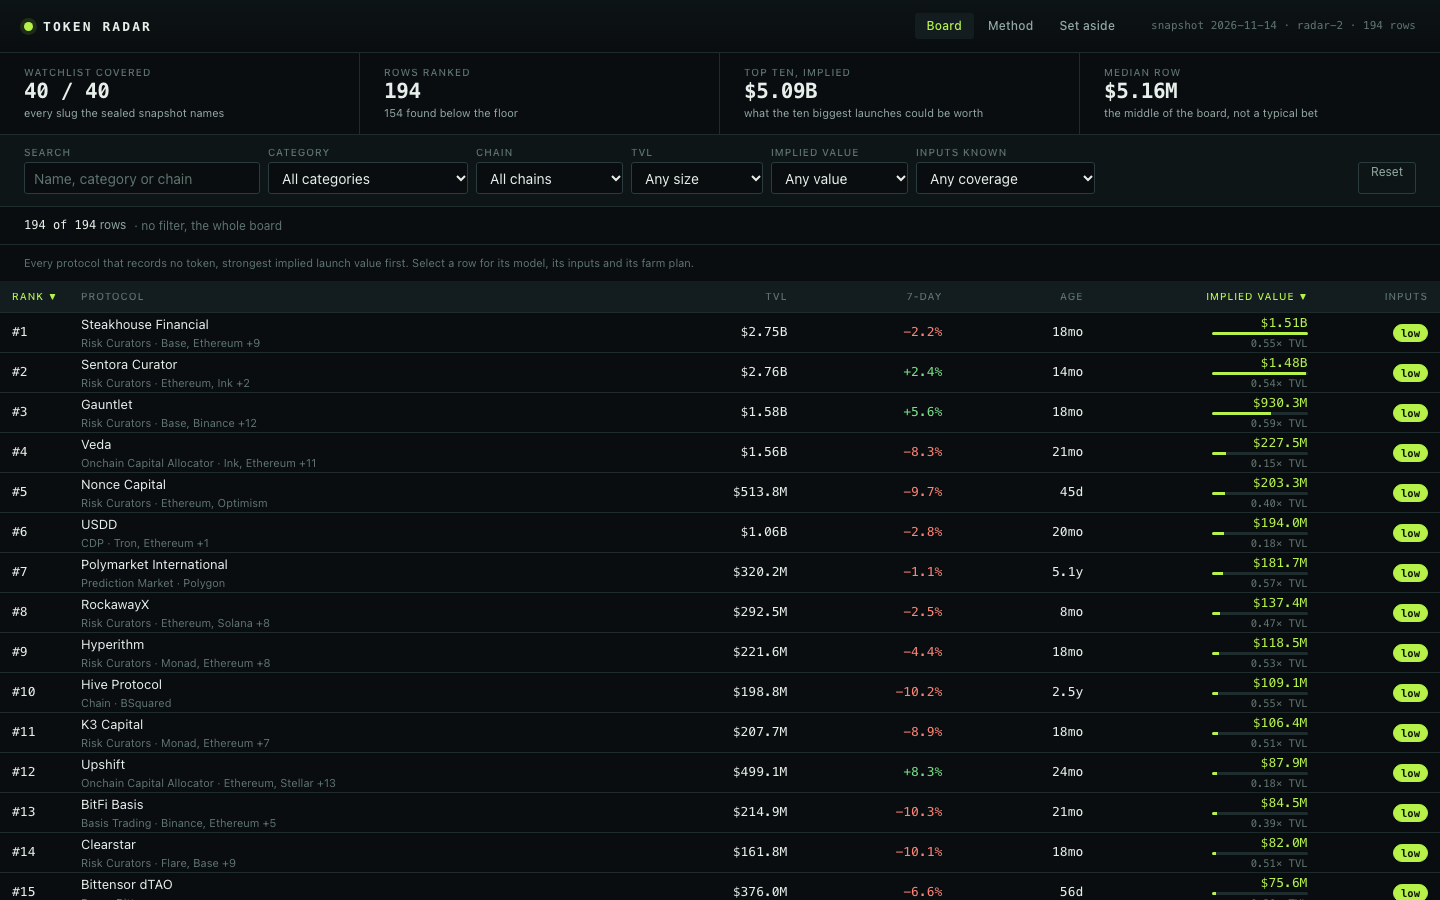 TOKEN RADAR
Board Method Set aside snapshot 2026-11-14 · radar-2 · 194 rows
WATCHLIST COVERED
40 / 40
every slug the sealed snapshot names
ROWS RANKED
194
154 found below the floor
TOP TEN, IMPLIED
$5.09B
what the ten biggest launches could be worth
MEDIAN ROW
$5.16M
the middle of the board, not a typical bet
SEARCH CATEGORY CHAIN TVL IMPLIED VALUE INPUTS KNOWN
Name, category or chain All categories All chains Any size Any value Any coverage Reset
194 of 194 rows · no filter, the whole board
Every protocol that records no token, strongest implied launch value first. Select a row for its model, its inputs and its farm plan.
RANK ▼ PROTOCOL TVL 7-DAY AGE IMPLIED VALUE ▼ INPUTS
#1 Steakhouse Financial $2.75B −2.2% 18mo $1.51B low
Risk Curators · Base, Ethereum +9 0.55× TVL
#2 Sentora Curator $2.76B +2.4% 14mo $1.48B low
Risk Curators · Ethereum, Ink +2 0.54× TVL
#3 Gauntlet $1.58B +5.6% 18mo $930.3M low
Risk Curators · Base, Binance +12 0.59× TVL
#4 Veda $1.56B −8.3% 21mo $227.5M low
Onchain Capital Allocator · Ink, Ethereum +11 0.15× TVL
#5 Nonce Capital $513.8M −9.7% 45d $203.3M low
Risk Curators · Ethereum, Optimism 0.40× TVL
#6 USDD $1.06B −2.8% 20mo $194.0M low
CDP · Tron, Ethereum +1 0.18× TVL
#7 Polymarket International $320.2M −1.1% 5.1y $181.7M low
Prediction Market · Polygon 0.57× TVL
#8 RockawayX $292.5M −2.5% 8mo $137.4M low
Risk Curators · Ethereum, Solana +8 0.47× TVL
#9 Hyperithm $221.6M −4.4% 18mo $118.5M low
Risk Curators · Monad, Ethereum +8 0.53× TVL
#10 Hive Protocol $198.8M −10.2% 2.5y $109.1M low
Chain · BSquared 0.55× TVL
#11 K3 Capital $207.7M −8.9% 18mo $106.4M low
Risk Curators · Monad, Ethereum +7 0.51× TVL
#12 Upshift $499.1M +8.3% 24mo $87.9M low
Onchain Capital Allocator · Ethereum, Stellar +13 0.18× TVL
#13 BitFi Basis $214.9M −10.3% 21mo $84.5M low
Basis Trading · Binance, Ethereum +5 0.39× TVL
#14 Clearstar $161.8M −10.1% 18mo $82.0M low
Risk Curators · Flare, Base +9 0.51× TVL
#15 Bittensor dTAO $376.0M −6.6% 56d $75.6M low